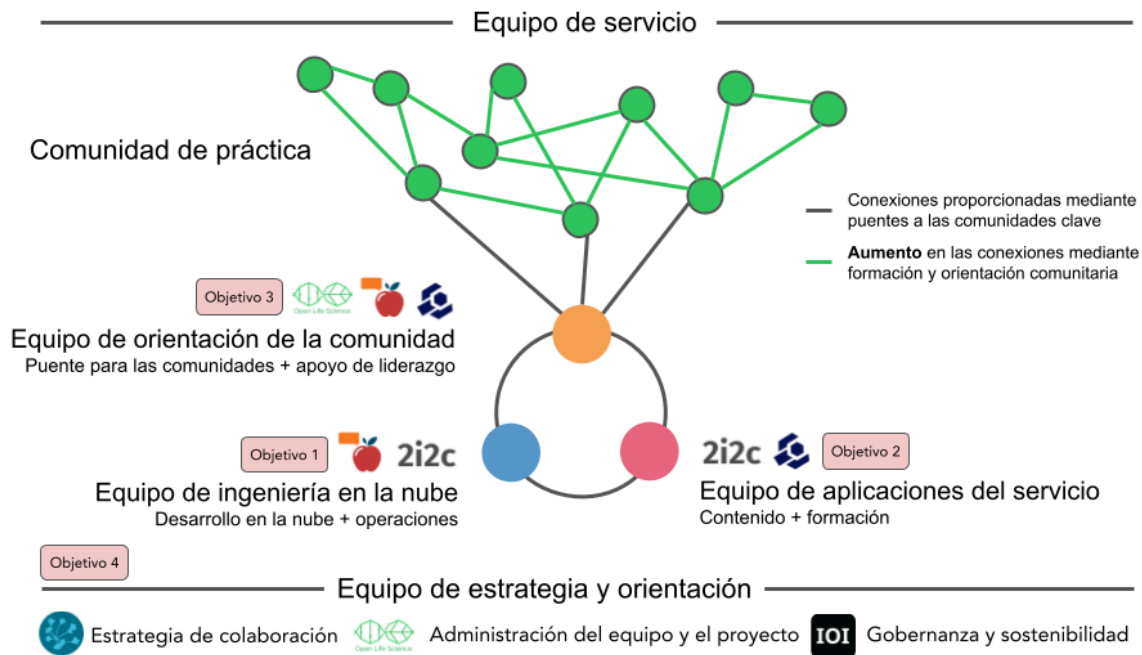 Equipo de servicio
Comunidad de práctica
Conexiones proporcionadas mediante
puentes a las comunidades clave
Aumento en las conexiones mediante
formación y orientación comunitaria
Objetivo 3
Open Life Science
Equipo de orientación de la comunidad
Puente para las comunidades + apoyo de liderazgo
Objetivo 1
2i2c
Equipo de ingeniería en la nube
Desarrollo en la nube + operaciones
2i2c
Objetivo 2
Equipo de aplicaciones del servicio
Contenido + formación
Objetivo 4
Equipo de estrategia y orientación
Estrategia de colaboración
Open Life Science
Administración del equipo y el proyecto
IOI
Gobernanza y sostenibilidad